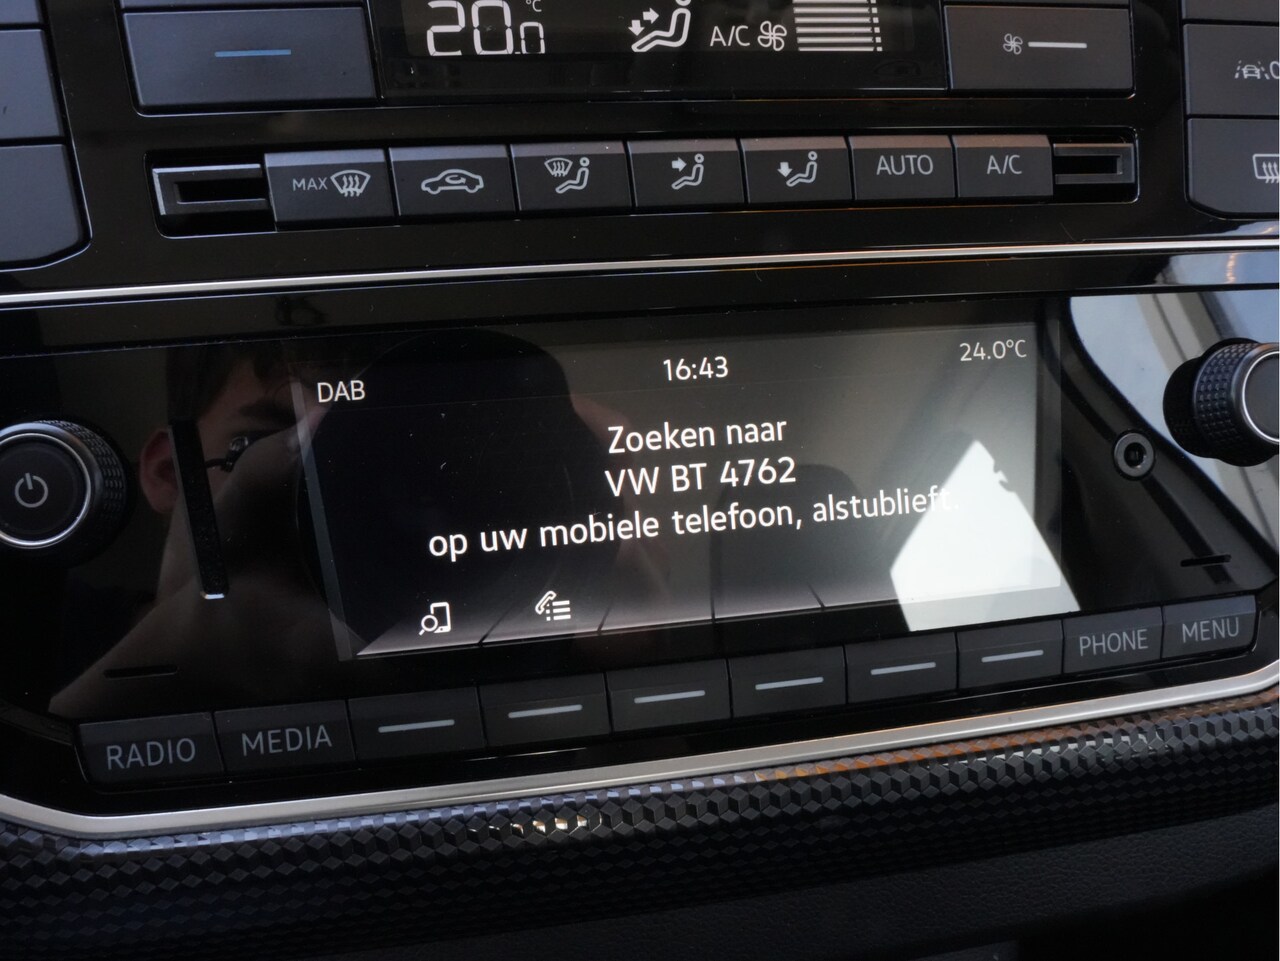 20.0 °C
A/C
MAX
AUTO
A/C
DAB
16:43
24.0°C
Zoeken naar
VW BT 4762
op uw mobiele telefoon, alstublieft.
RADIO
MEDIA
PHONE
MENU